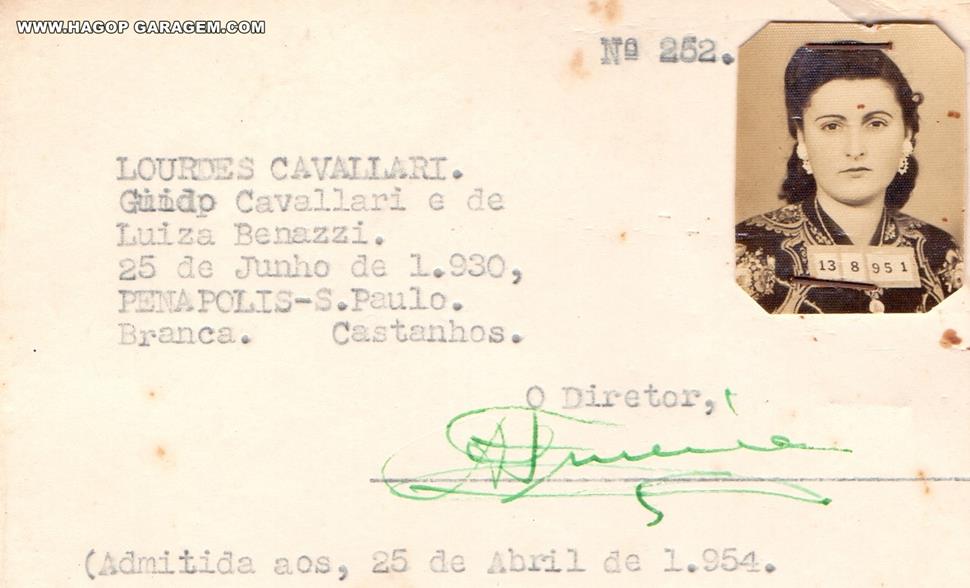 WWW.HAGOP GARAGEM.COM
Nº 252.
LOURDES CAVALLARI.
Guido Cavallari e de
Luiza Benazzi.
25 de Junho de 1.930,
PENAPOLIS-S.Paulo.
Branca. Castanhos.
13 8 951
O Diretor,
(Admitida aos, 25 de Abril de 1.954.